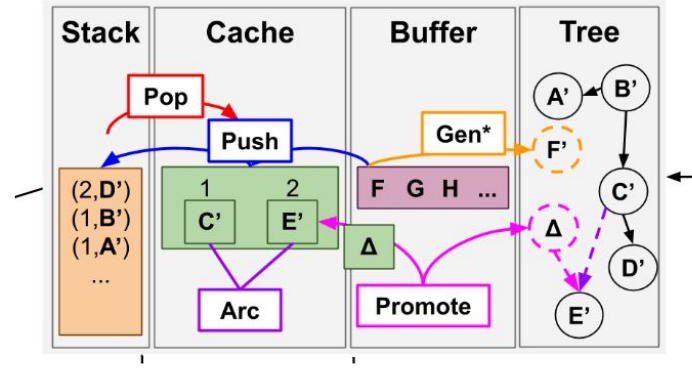 Stack Cache Buffer Tree
Pop
Push
Gen*
A’ B’
F’
(2,D’)
(1,B’)
(1,A’)
...
1 2
C’ E’
F G H ...
C’
Δ
Δ
D’
Arc
Promote
E’